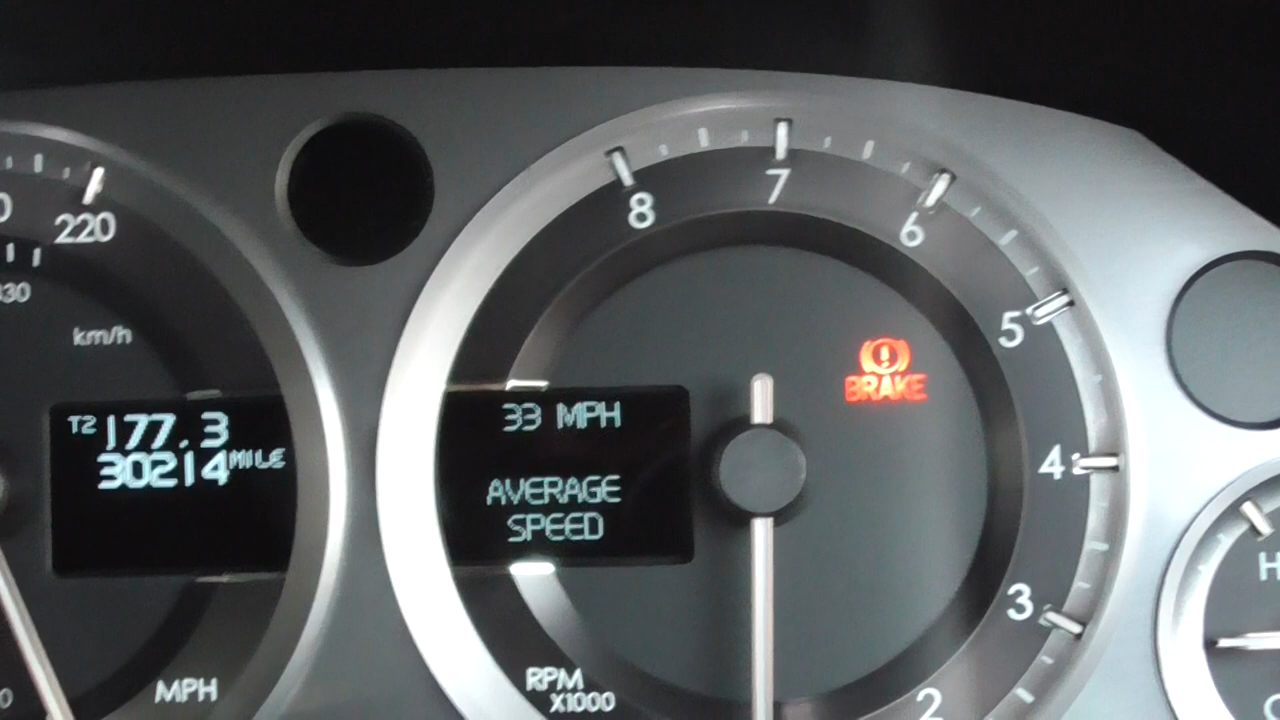 220
km/h
T2 177.3
30214 MILE
MPH
8
7
6
5
4
3
2
33 MPH
AVERAGE
SPEED
BRAKE
RPM
X1000
H